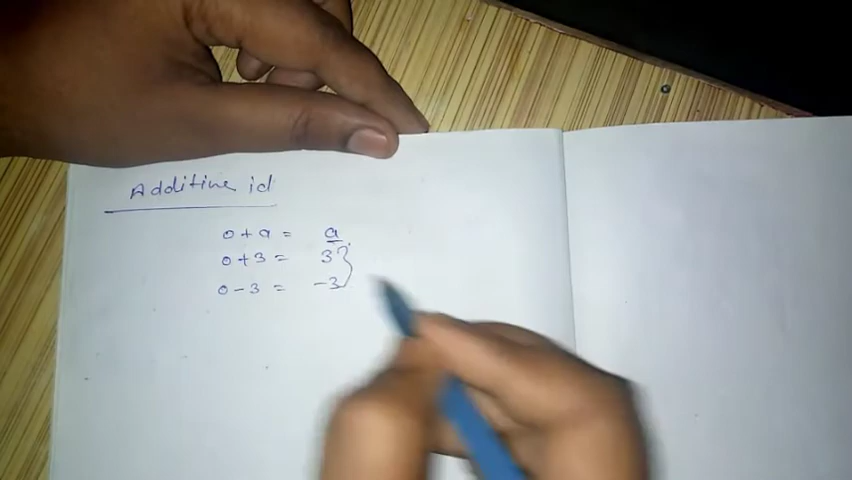 Additive id
0 + a = a
0 + 3 = 3
0 - 3 = -3